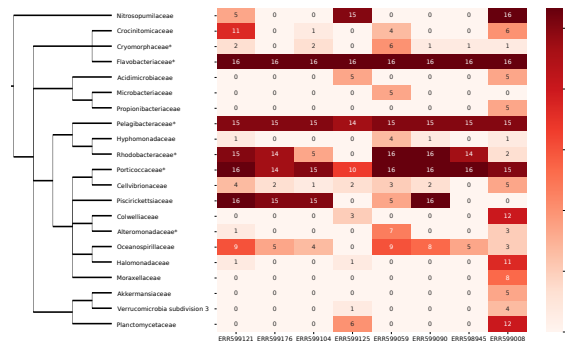 Nitrosopumilaceae 5 0 0 15 0 0 0 16
Crocinitomicaceae 11 0 1 0 4 0 0 6
Cryomorphaceae* 2 0 2 0 6 1 1 1
Flavobacteriaceae* 16 16 16 16 16 16 16 16
Acidimicrobiaceae 0 0 0 5 0 0 0 5
Microbacteriaceae 0 0 0 0 5 0 0 0
Propionibacteriaceae 0 0 0 0 0 0 0 5
Pelagibacteraceae* 15 15 15 14 15 15 15 15
Hyphomonadaceae 1 0 0 0 4 1 0 1
Rhodobacteraceae* 15 14 5 0 16 16 14 2
Porticoccaceae* 16 14 15 10 16 16 16 15
Cellvibrionaceae 4 2 1 2 3 2 0 5
Piscirickettsiaceae 16 15 15 0 5 16 0 0
Colwelliaceae 0 0 0 3 0 0 0 12
Alteromonadaceae* 1 0 0 0 7 0 0 3
Oceanospirillaceae 9 5 4 0 9 8 5 3
Halomonadaceae 1 0 0 1 0 0 0 11
Moraxellaceae 0 0 0 0 0 0 0 8
Akkermansiaceae 0 0 0 0 0 0 0 5
Verrucomicrobia subdivision 3 0 0 0 1 0 0 0 4
Planctomycetaceae 0 0 0 6 0 0 0 12
ERR599121 ERR599176 ERR599104 ERR599125 ERR599059 ERR599090 ERR598945 ERR599008